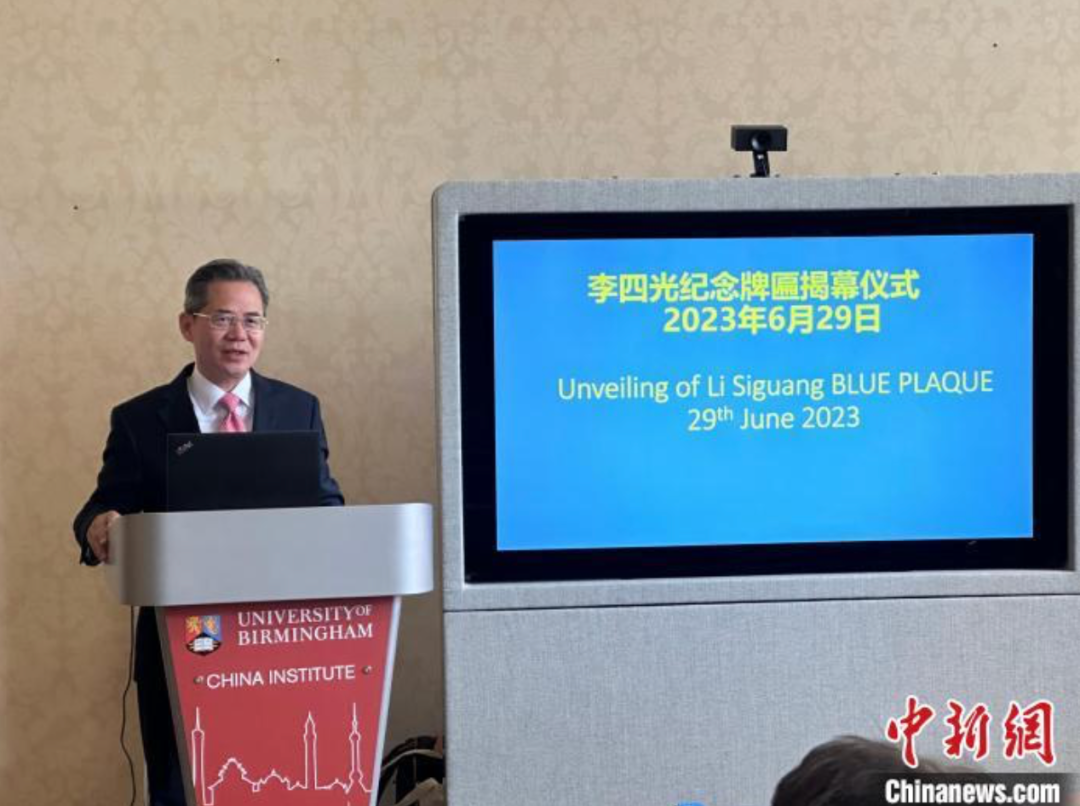 李四光纪念牌匾揭幕仪式
2023年6月29日
Unveiling of Li Siguang BLUE PLAQUE
29th June 2023
UNIVERSITY OF
BIRMINGHAM
CHINA INSTITUTE
中新网
Chinanews.com